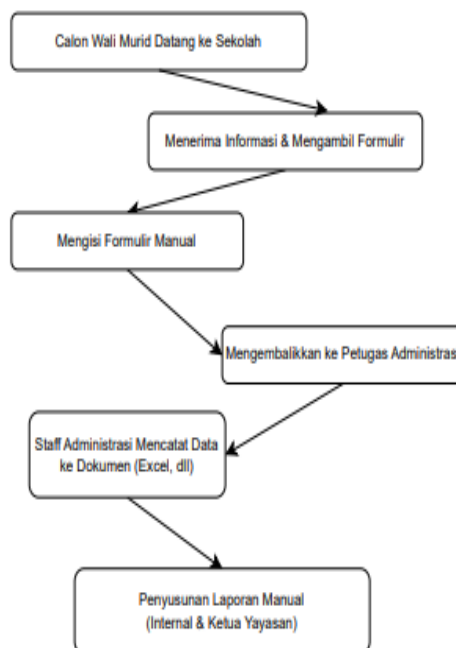 Calon Wali Murid Datang ke Sekolah
Menerima Informasi & Mengambil Formulir
Mengisi Formulir Manual
Mengembalikkan ke Petugas Administras
Staff Administrasi Mencatat Data
ke Dokumen (Excel, dll)
Penyusunan Laporan Manual
(Internal & Ketua Yayasan)